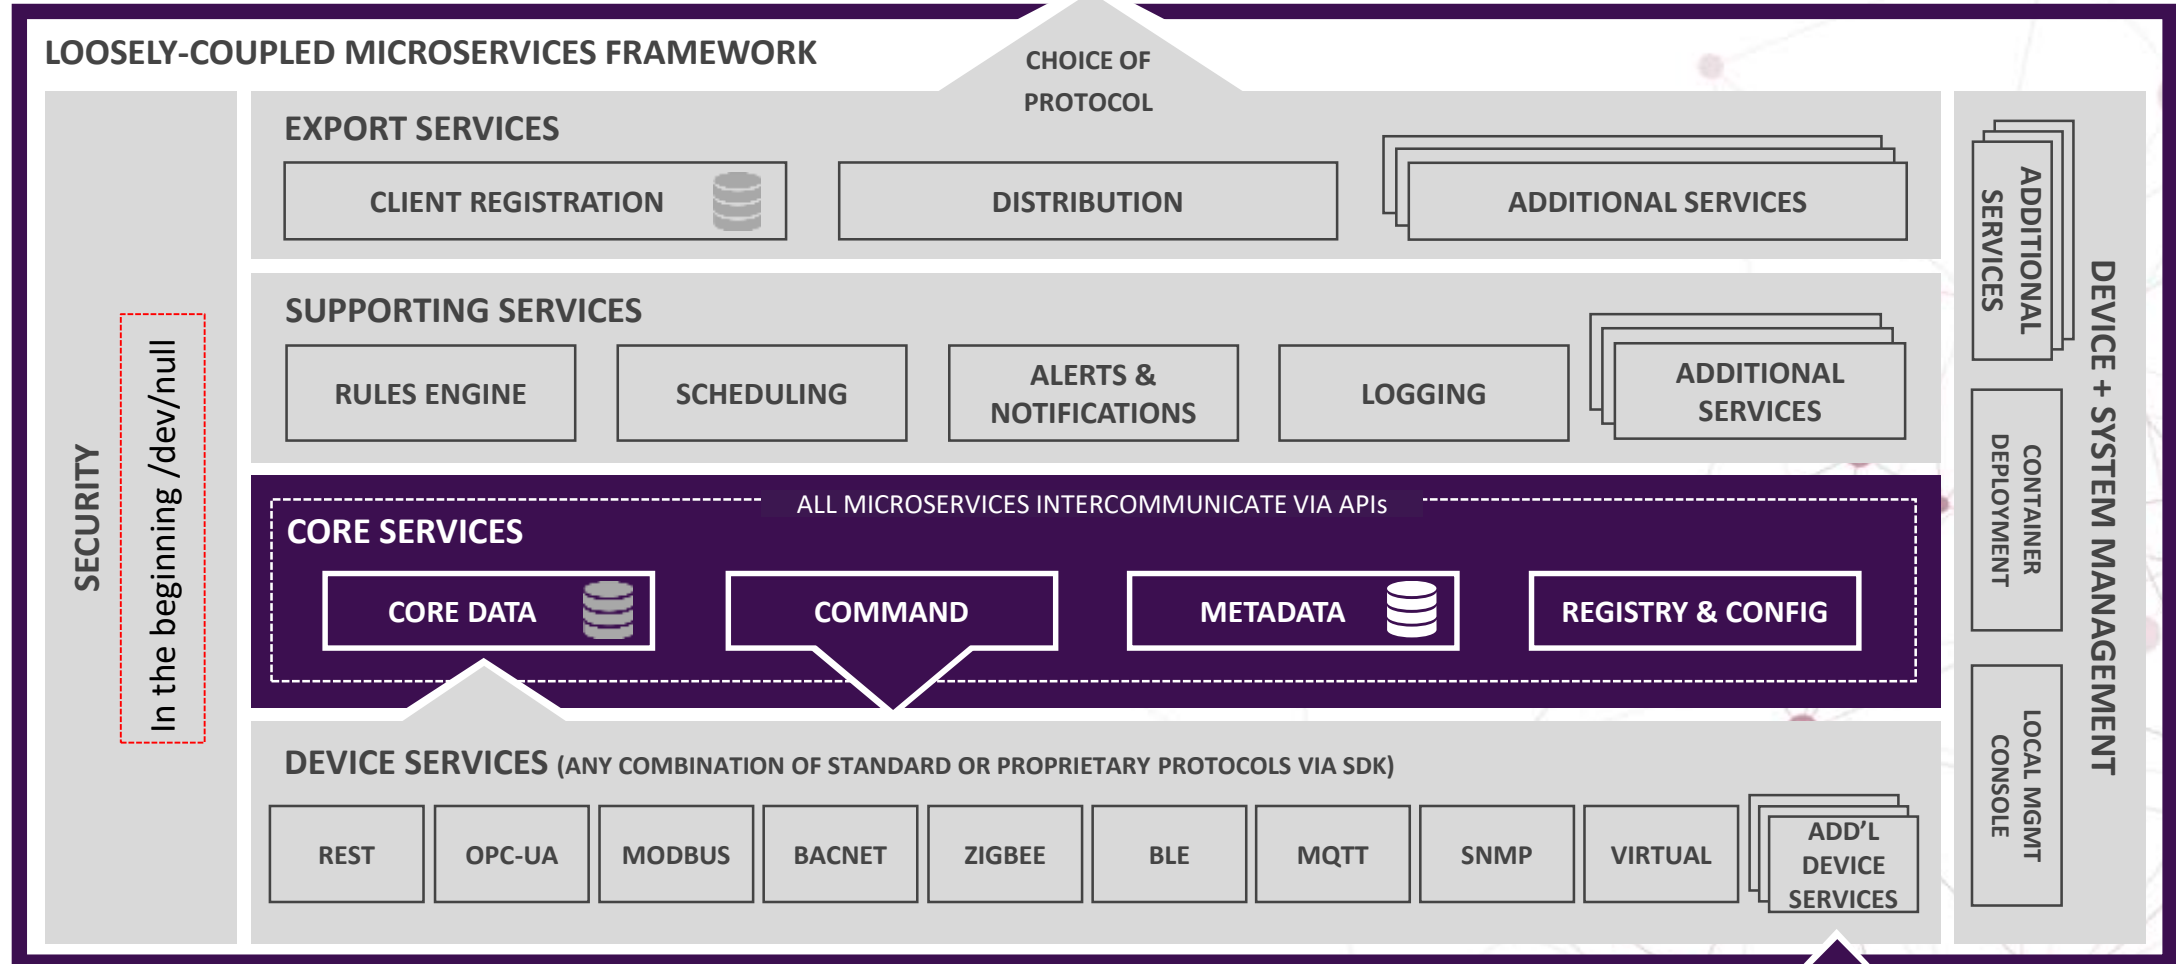 LOOSELY-COUPLED MICROSERVICES FRAMEWORK
CHOICE OF
PROTOCOL
SECURITY
In the beginning /dev/null
EXPORT SERVICES
CLIENT REGISTRATION
DISTRIBUTION
ADDITIONAL SERVICES
SUPPORTING SERVICES
RULES ENGINE
SCHEDULING
ALERTS &
NOTIFICATIONS
LOGGING
ADDITIONAL
SERVICES
ALL MICROSERVICES INTERCOMMUNICATE VIA APIs
CORE SERVICES
CORE DATA
COMMAND
METADATA
REGISTRY & CONFIG
DEVICE SERVICES (ANY COMBINATION OF STANDARD OR PROPRIETARY PROTOCOLS VIA SDK)
REST
OPC-UA
MODBUS
BACNET
ZIGBEE
BLE
MQTT
SNMP
VIRTUAL
ADD’L
DEVICE
SERVICES
DEVICE + SYSTEM MANAGEMENT
ADDITIONAL
SERVICES
CONTAINER
DEPLOYMENT
LOCAL MGMT
CONSOLE